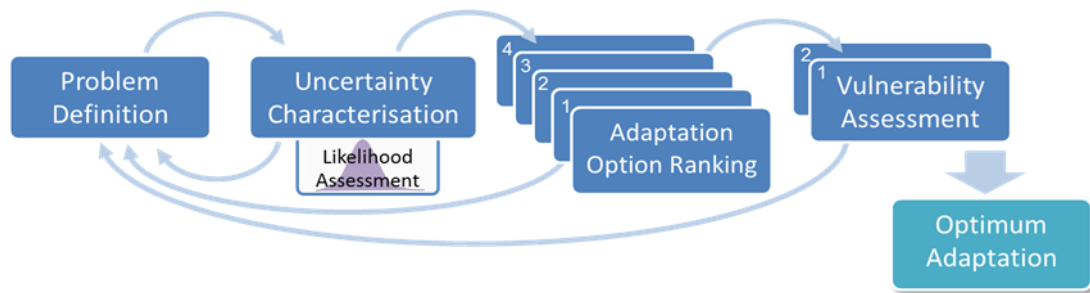 Problem
Definition
Uncertainty
Characterisation
Likelihood
Assessment
4
3
2
1
Adaptation
Option Ranking
2
1
Vulnerability
Assessment
Optimum
Adaptation